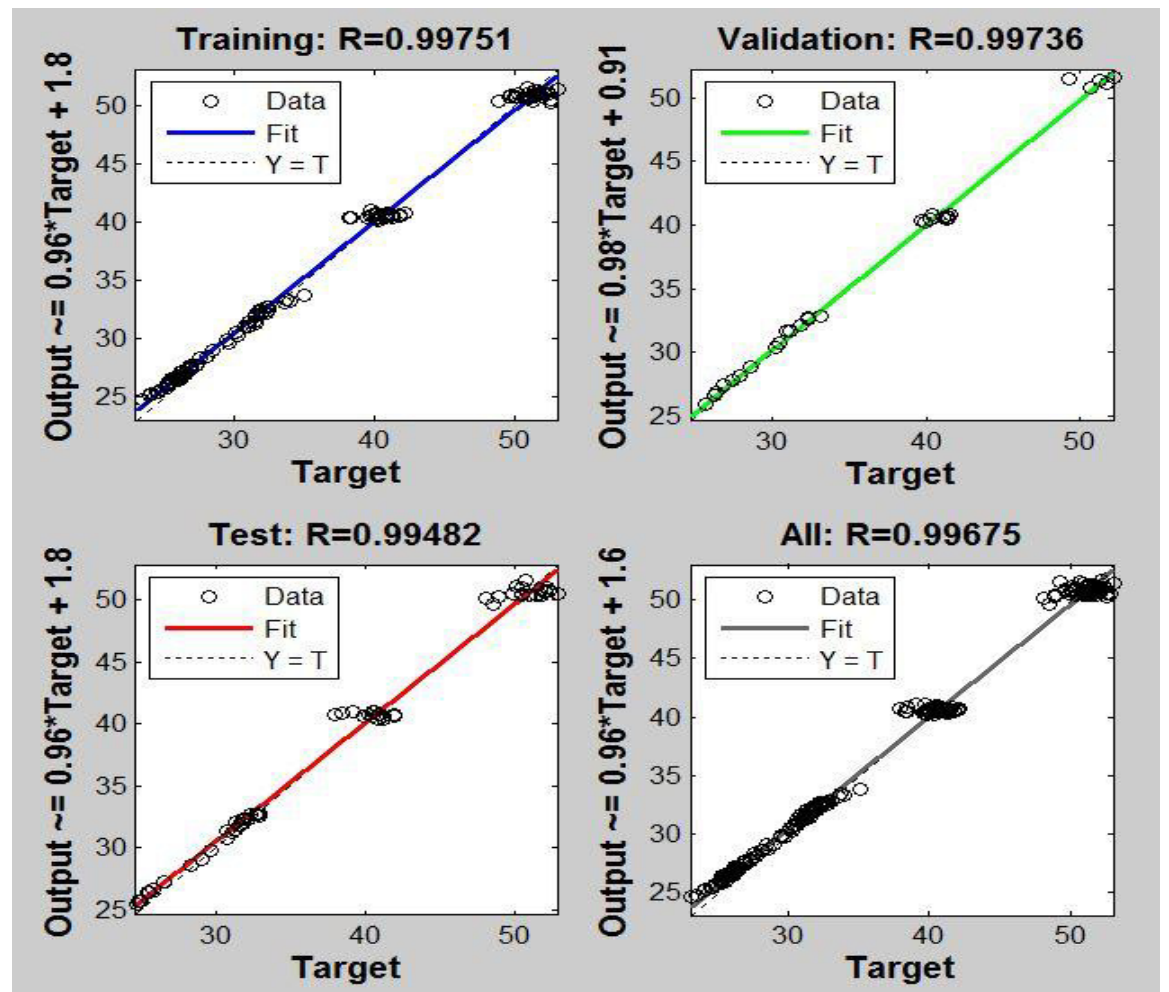 Training: R=0.99751
Output ~= 0.96*Target + 1.8
50
45
40
35
30
25
Data
Fit
Y = T
30
40
50
Target
Validation: R=0.99736
Output ~= 0.98*Target + 0.91
50
45
40
35
30
25
Data
Fit
Y = T
30
40
50
Target
Test: R=0.99482
Output ~= 0.96*Target + 1.8
50
45
40
35
30
25
Data
Fit
Y = T
30
40
50
Target
All: R=0.99675
Output ~= 0.96*Target + 1.6
50
45
40
35
30
25
Data
Fit
Y = T
30
40
50
Target